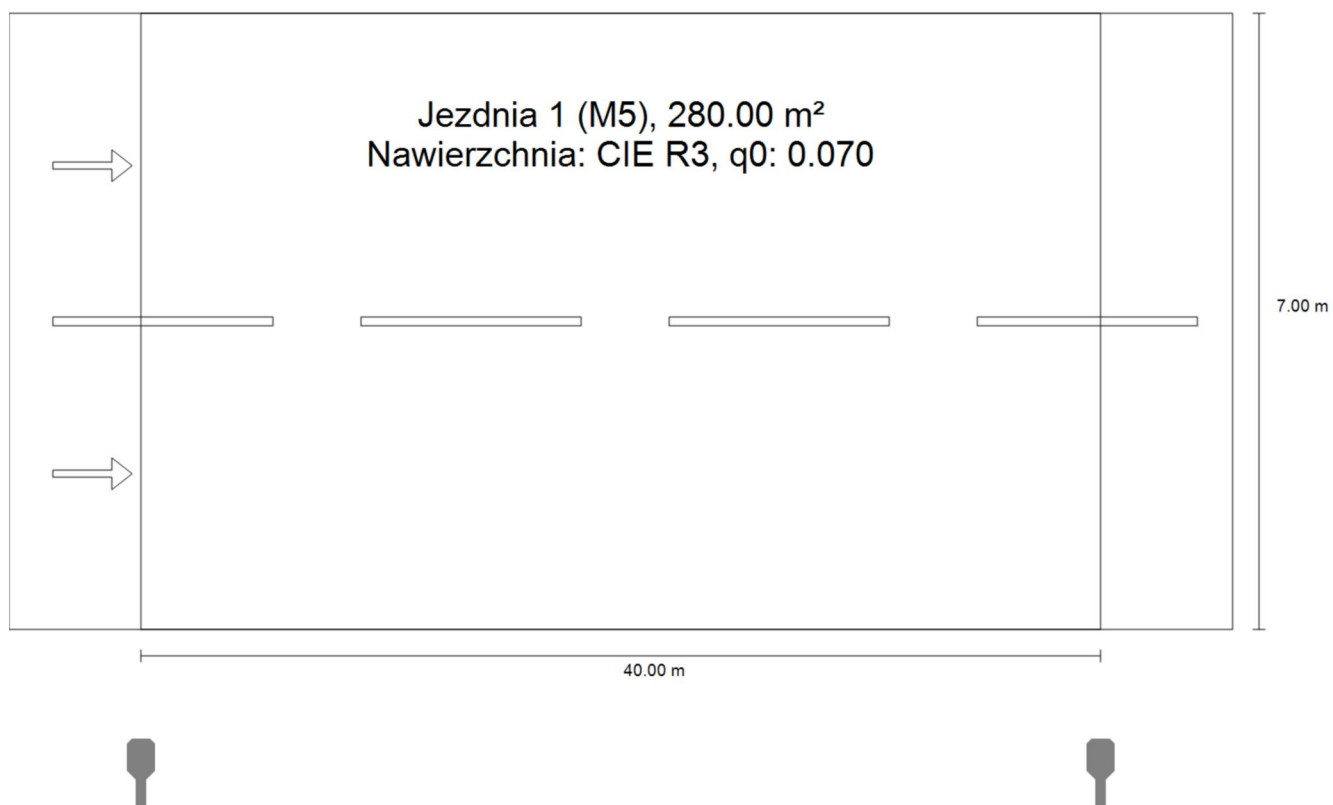 Jezdnia 1 (M5), 280.00 m²
Nawierzchnia: CIE R3, q0: 0.070
7.00 m
40.00 m